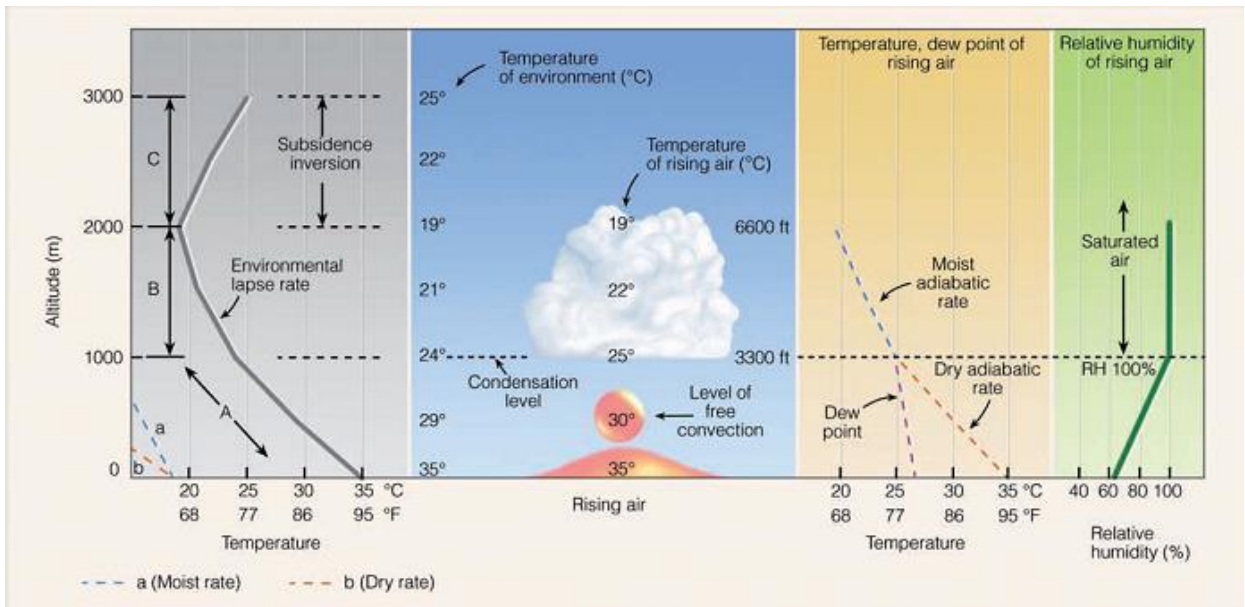 Altitude (m)
3000
2000
1000
0
C
B
A
a
b
Subsidence
inversion
Environmental
lapse rate
20 25 30 35 °C
68 77 86 95 °F
Temperature
a (Moist rate) b (Dry rate)
Temperature
of environment (°C)
25°
22°
19°
21°
24°
29°
35°
Temperature
of rising air (°C)
19°
22°
25°
30°
35°
6600 ft
3300 ft
Condensation
level
Level of
free
convection
Rising air
Temperature, dew point of
rising air
Moist
adiabatic
rate
Dry adiabatic
rate
Dew
point
20 25 30 35 °C
68 77 86 95 °F
Temperature
Relative humidity
of rising air
Saturated
air
RH 100%
40 60 80 100
Relative
humidity (%)